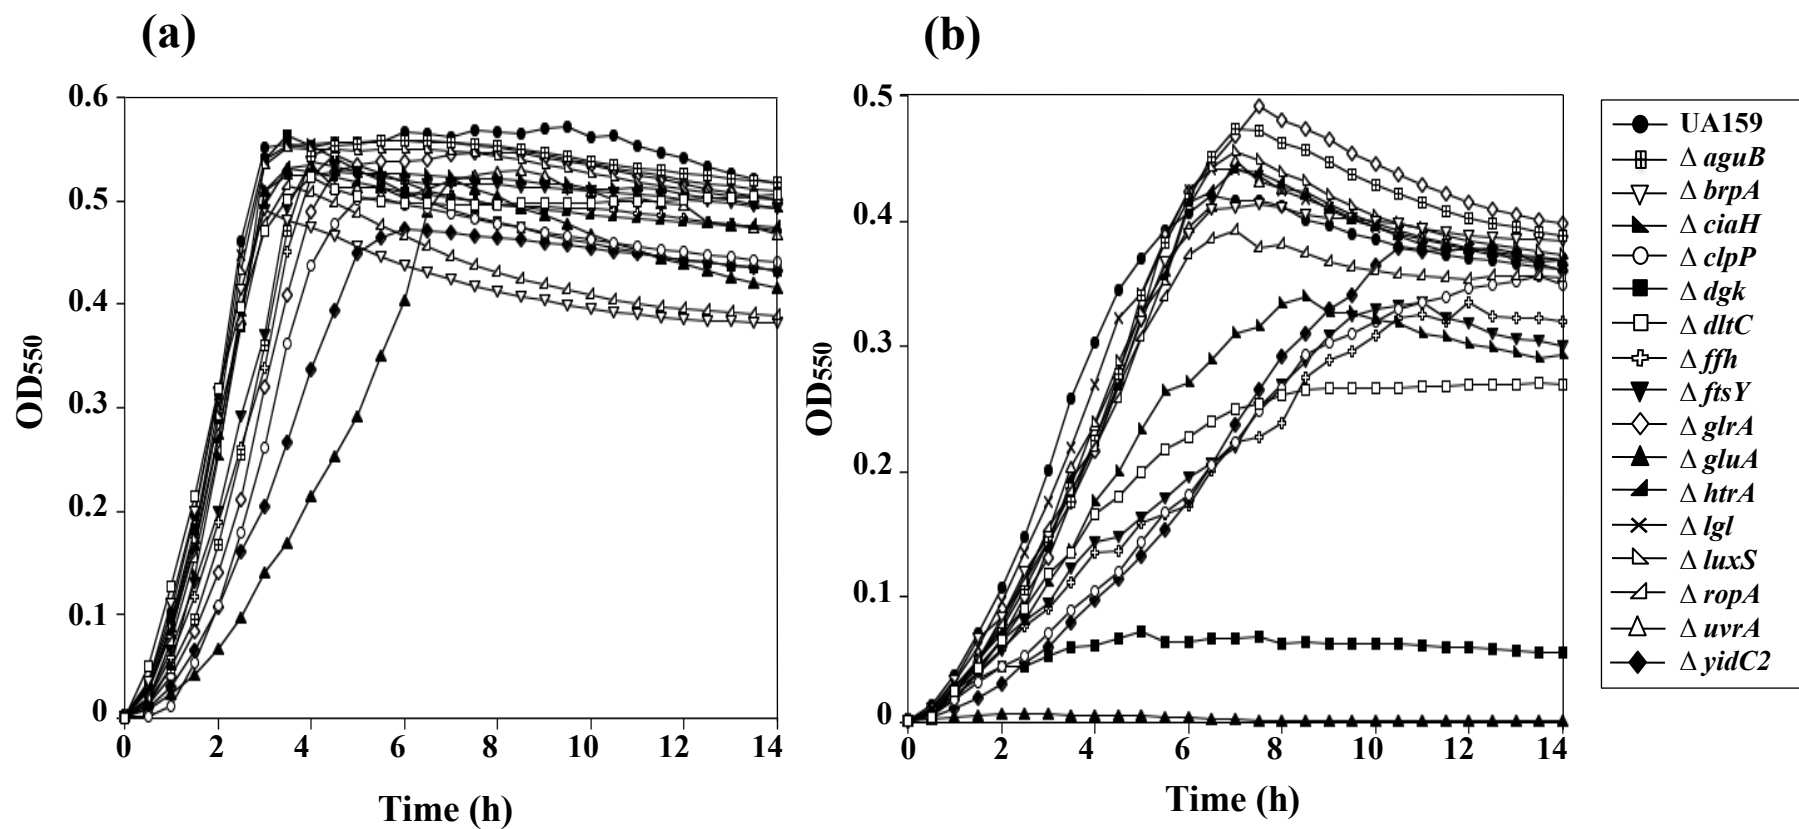 (a)
(b)
0.6
0.5
0.4
0.3
0.2
0.1
0
OD550
0
2
4
6
8
10
12
14
Time (h)
0.5
0.4
0.3
0.2
0.1
0
OD550
0
2
4
6
8
10
12
14
Time (h)
UA159
Δ aguB
Δ brpA
Δ ciaH
Δ clpP
Δ dgk
Δ dltC
Δ ffh
Δ ftsY
Δ glrA
Δ gluA
Δ htrA
Δ lgl
Δ luxS
Δ ropA
Δ uvrA
Δ yidC2